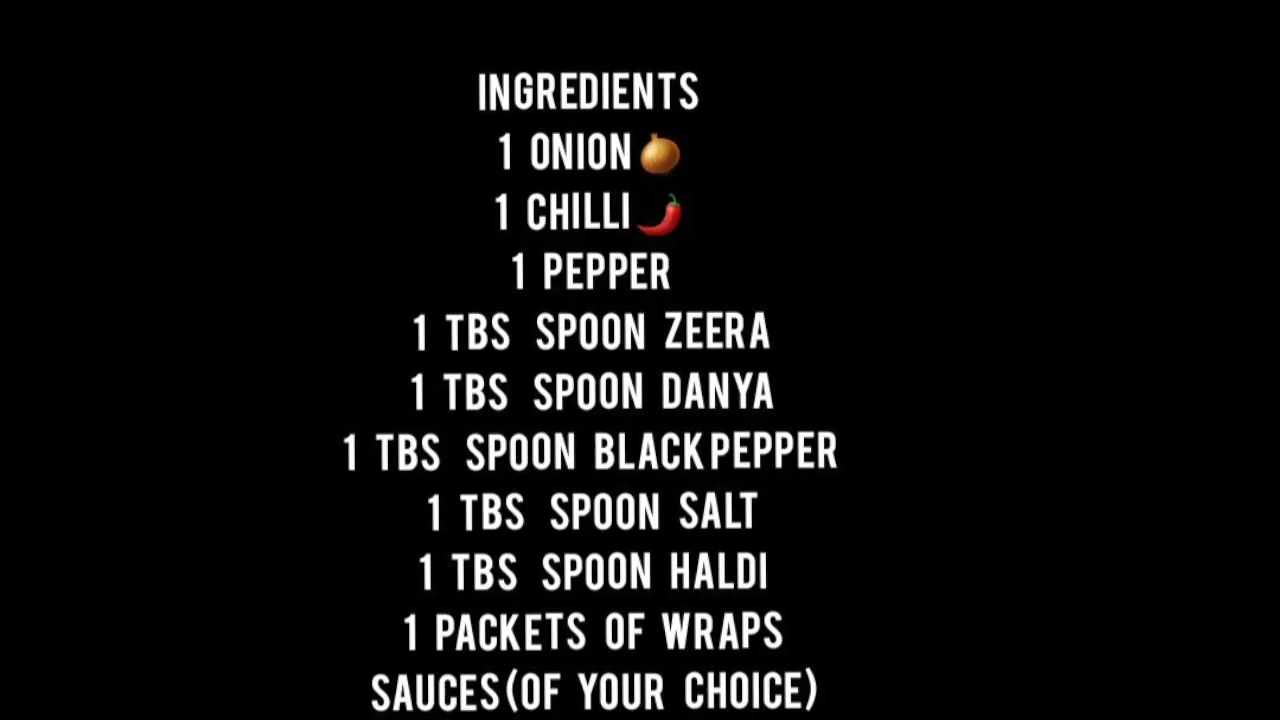 INGREDIENTS
1 ONION🧅
1 CHILLI🌶️
1 PEPPER
1 TBS SPOON ZEERA
1 TBS SPOON DANYA
1 TBS SPOON BLACKPEPPER
1 TBS SPOON SALT
1 TBS SPOON HALDI
1 PACKETS OF WRAPS
SAUCES(OF YOUR CHOICE)